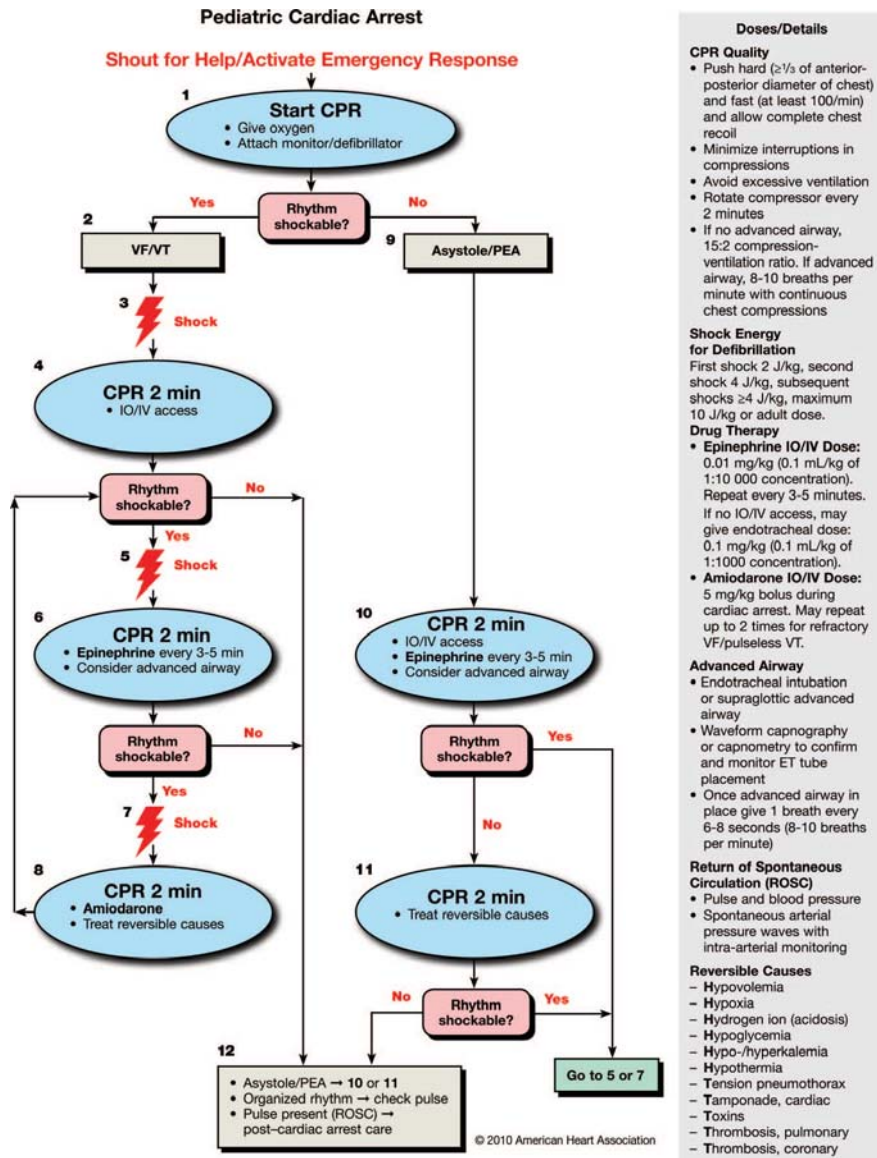 Pediatric Cardiac Arrest
Shout for Help/Activate Emergency Response
1
Start CPR
• Give oxygen
• Attach monitor/defibrillator
Rhythm
shockable?
Yes
No
2
VF/VT
9
Asystole/PEA
3
Shock
4
CPR 2 min
• IO/IV access
Rhythm
shockable?
No
Yes
5
Shock
6
CPR 2 min
• Epinephrine every 3-5 min
• Consider advanced airway
Rhythm
shockable?
No
Yes
7
Shock
8
CPR 2 min
• Amiodarone
• Treat reversible causes
10
CPR 2 min
• IO/IV access
• Epinephrine every 3-5 min
• Consider advanced airway
Rhythm
shockable?
Yes
No
11
CPR 2 min
• Treat reversible causes
No
Rhythm
shockable?
Yes
12
• Asystole/PEA → 10 or 11
• Organized rhythm → check pulse
• Pulse present (ROSC) →
post–cardiac arrest care
Go to 5 or 7
© 2010 American Heart Association
Doses/Details
CPR Quality
• Push hard (≥1/3 of anterior-
posterior diameter of chest)
and fast (at least 100/min)
and allow complete chest
recoil
• Minimize interruptions in
compressions
• Avoid excessive ventilation
• Rotate compressor every
2 minutes
• If no advanced airway,
15:2 compression-
ventilation ratio. If advanced
airway, 8-10 breaths per
minute with continuous
chest compressions
Shock Energy
for Defibrillation
First shock 2 J/kg, second
shock 4 J/kg, subsequent
shocks ≥4 J/kg, maximum
10 J/kg or adult dose.
Drug Therapy
• Epinephrine IO/IV Dose:
0.01 mg/kg (0.1 mL/kg of
1:10 000 concentration).
Repeat every 3-5 minutes.
If no IO/IV access, may
give endotracheal dose:
0.1 mg/kg (0.1 mL/kg of
1:1000 concentration).
• Amiodarone IO/IV Dose:
5 mg/kg bolus during
cardiac arrest. May repeat
up to 2 times for refractory
VF/pulseless VT.
Advanced Airway
• Endotracheal intubation
or supraglottic advanced
airway
• Waveform capnography
or capnometry to confirm
and monitor ET tube
placement
• Once advanced airway in
place give 1 breath every
6-8 seconds (8-10 breaths
per minute)
Return of Spontaneous
Circulation (ROSC)
• Pulse and blood pressure
• Spontaneous arterial
pressure waves with
intra-arterial monitoring
Reversible Causes
– Hypovolemia
– Hypoxia
– Hydrogen ion (acidosis)
– Hypoglycemia
– Hypo-/hyperkalemia
– Hypothermia
– Tension pneumothorax
– Tamponade, cardiac
– Toxins
– Thrombosis, pulmonary
– Thrombosis, coronary